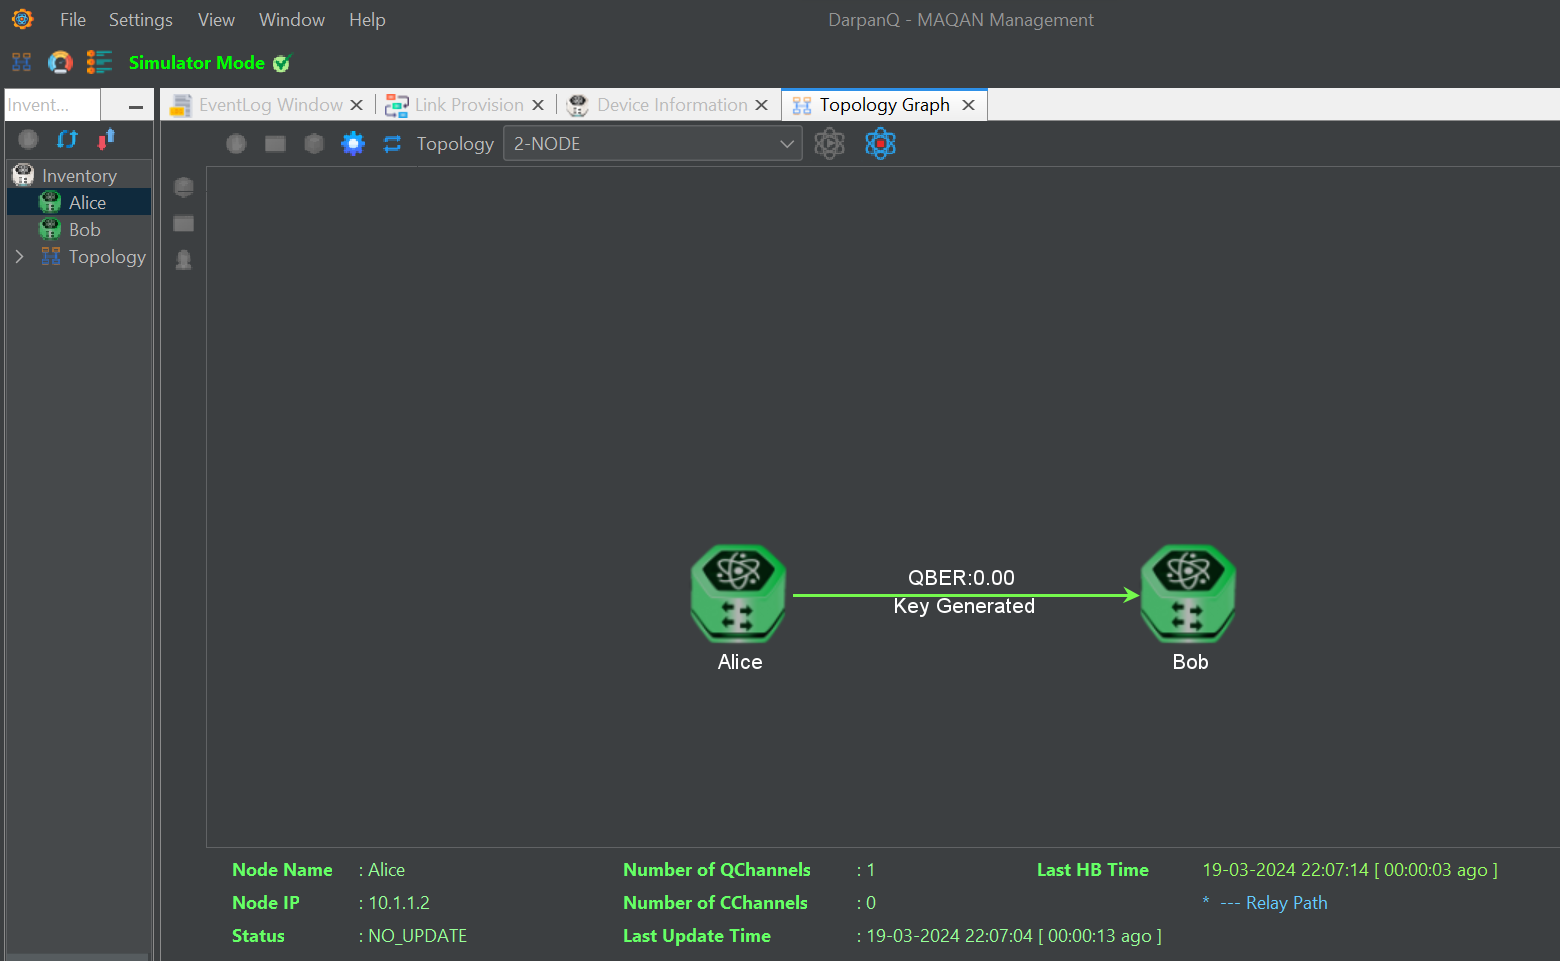 File Settings View Window Help DarpanQ - MAQAN Management
Simulator Mode
Invent... EventLog Window Link Provision Device Information Topology Graph
Topology 2-NODE
Inventory
Alice
Bob
Topology
QBER:0.00
Key Generated
Alice Bob
Node Name : Alice Number of QChannels : 1 Last HB Time 19-03-2024 22:07:14 [ 00:00:03 ago ]
Node IP : 10.1.1.2 Number of CChannels : 0 * --- Relay Path
Status : NO_UPDATE Last Update Time : 19-03-2024 22:07:04 [ 00:00:13 ago ]